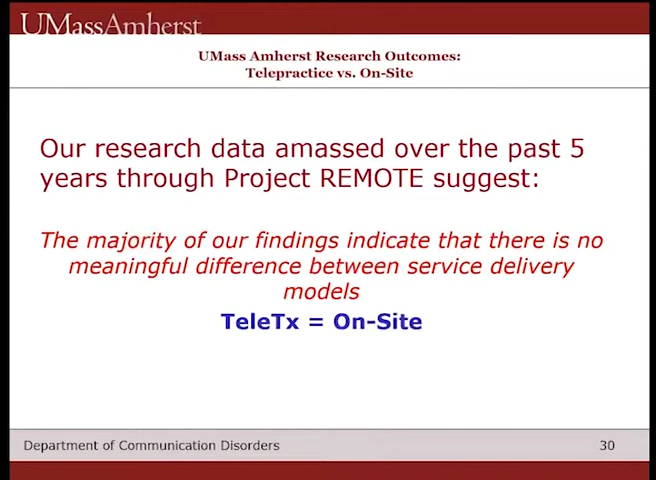 UMassAmherst
UMass Amherst Research Outcomes:
Telepractice vs. On-Site
Our research data amassed over the past 5
years through Project REMOTE suggest:
The majority of our findings indicate that there is no
meaningful difference between service delivery
models
TeleTx = On-Site
Department of Communication Disorders
30